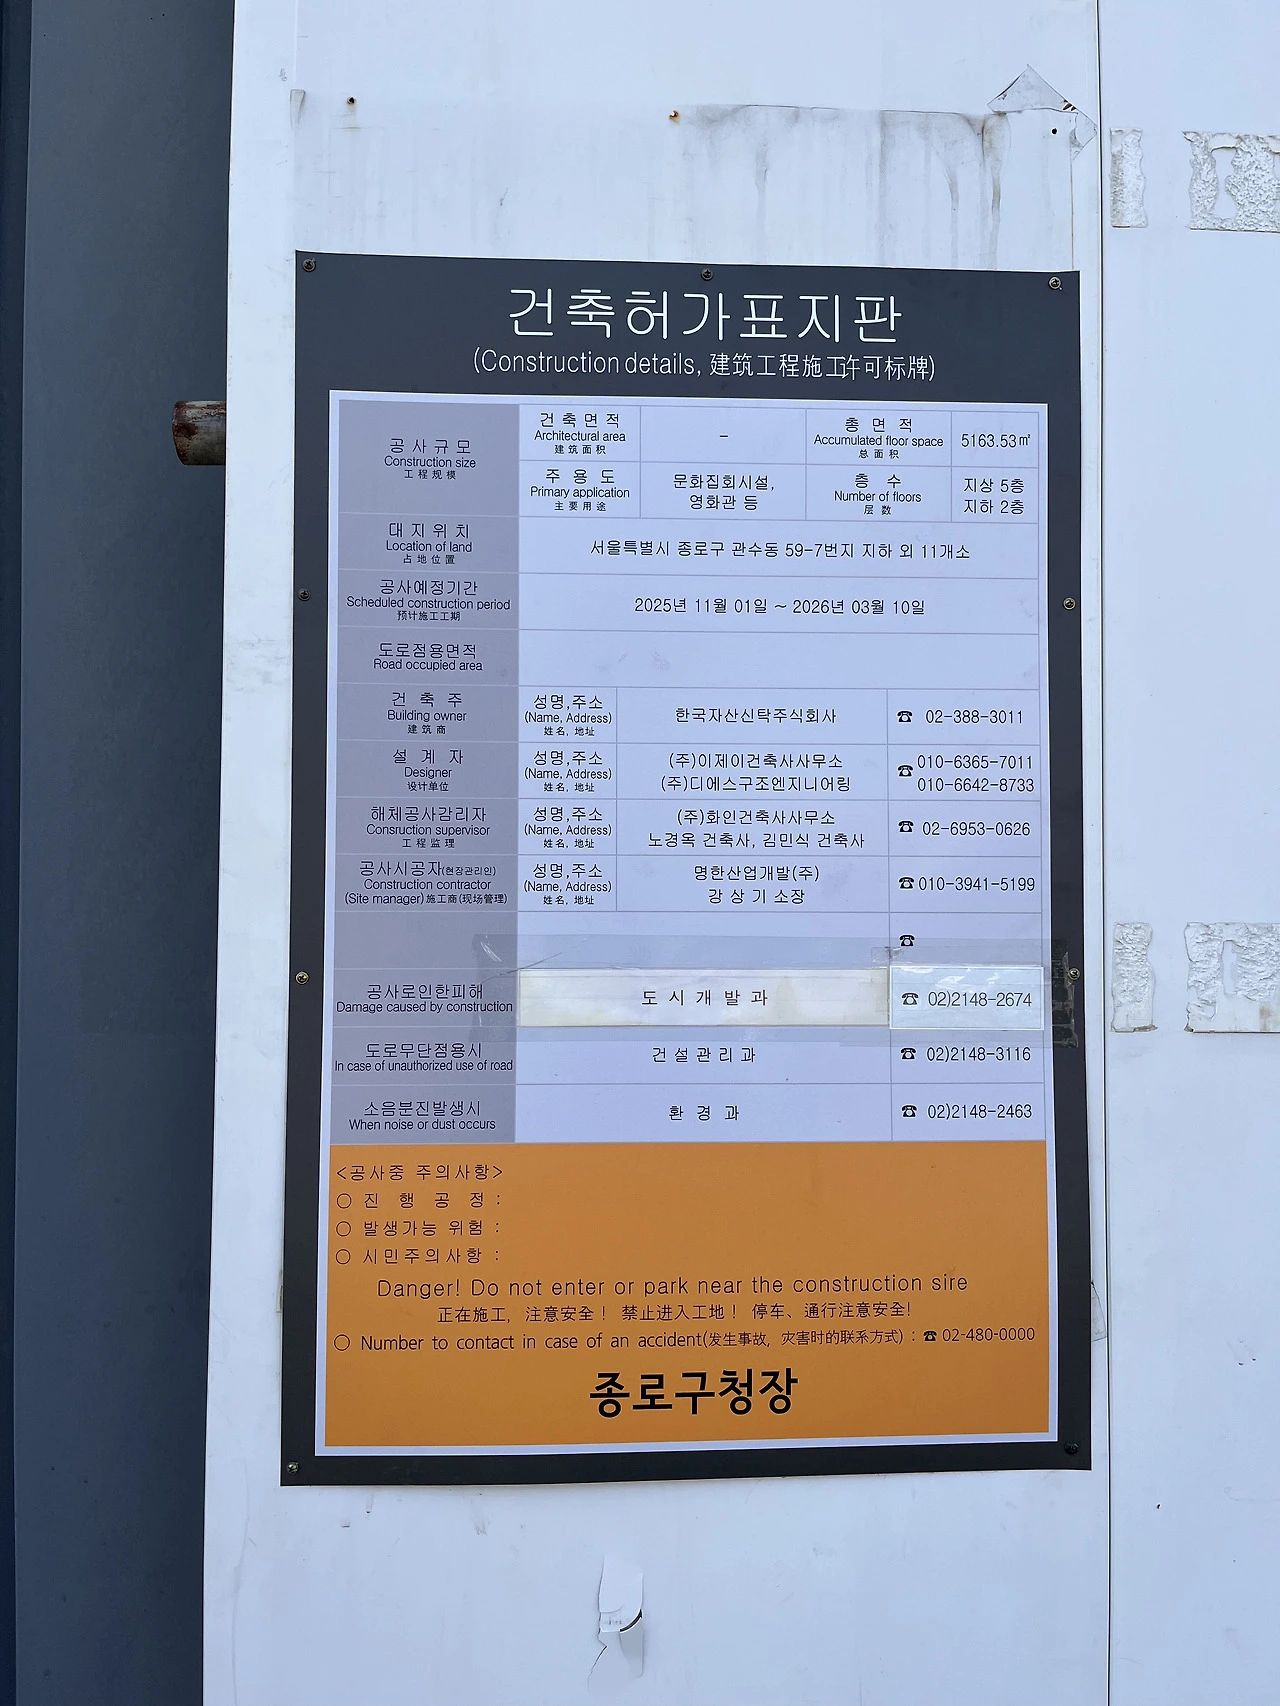 건축허가표지판
(Construction details, 建筑工程施工许可标牌)
공사규모
Construction size
工程规模
건축면적
Architectural area
建筑面积
-
총면적
Accumulated floor space
总面积
5163.53㎡
주용도
Primary application
主要用途
문화집회시설,
영화관 등
층수
Number of floors
层数
지상 5층
지하 2층
대지위치
Location of land
占地位置
서울특별시 종로구 관수동 59-7번지 지하 외 11개소
공사예정기간
Scheduled construction period
预计施工工期
2025년 11월 01일 ~ 2026년 03월 10일
도로점용면적
Road occupied area
건축주
Building owner
建筑商
성명,주소
(Name, Address)
姓名, 地址
한국자산신탁주식회사
☎ 02-388-3011
설계자
Designer
设计单位
성명,주소
(Name, Address)
姓名, 地址
(주)이제이건축사사무소
(주)디에스구조엔지니어링
☎ 010-6365-7011
010-6642-8733
해체공사감리자
Consruction supervisor
工程监理
성명,주소
(Name, Address)
姓名, 地址
(주)화인건축사사무소
노경옥 건축사, 김민식 건축사
☎ 02-6953-0626
공사시공자(현장관리인)
Construction contractor
(Site manager) 施工商(现场管理)
성명,주소
(Name, Address)
姓名, 地址
명한산업개발(주)
강 상 기 소장
☎ 010-3941-5199
☎
공사로인한피해
Damage caused by construction
도시개발과
☎ 02)2148-2674
도로무단점용시
In case of unauthorized use of road
건설관리과
☎ 02)2148-3116
소음분진발생시
When noise or dust occurs
환경과
☎ 02)2148-2463
<공사중 주의사항>
○ 진 행 공 정 :
○ 발생가능 위험 :
○ 시민주의사항 :
Danger! Do not enter or park near the construction sire
正在施工, 注意安全！ 禁止进入工地！ 停车、通行注意安全!
○ Number to contact in case of an accident(发生事故, 灾害时的联系方式) : ☎ 02-480-0000
종로구청장